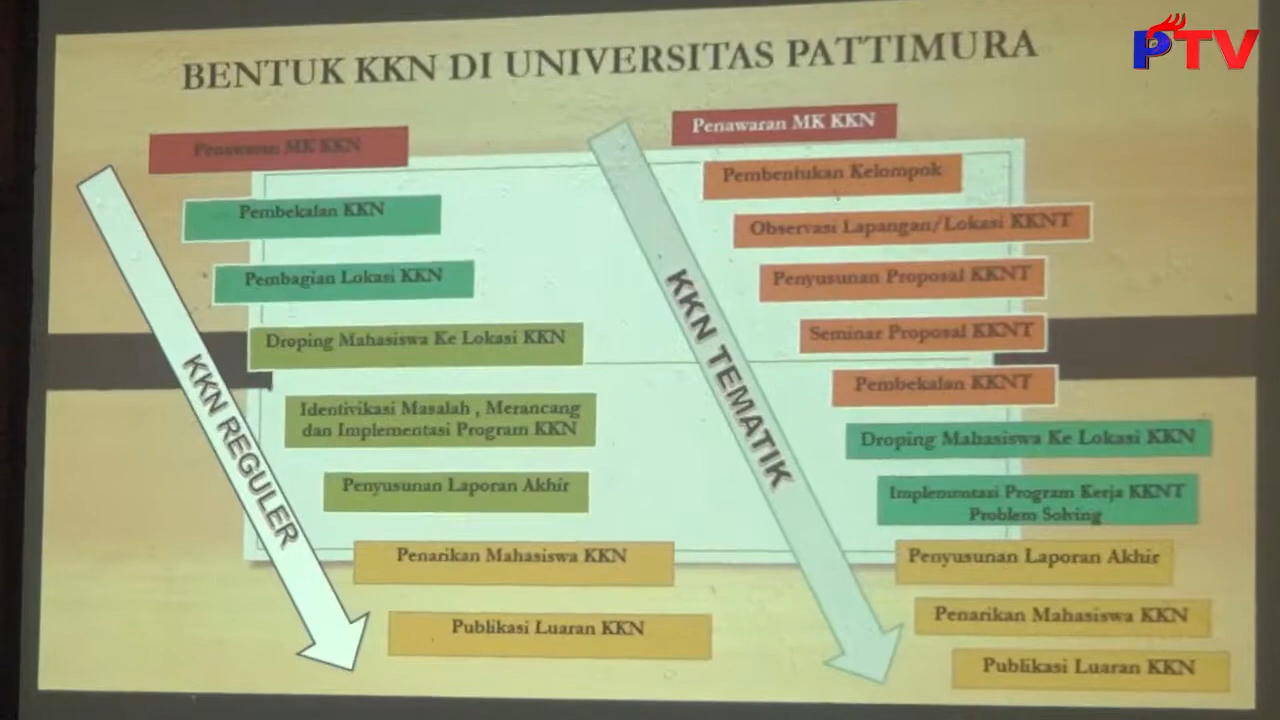 PTV
BENTUK KKN DI UNIVERSITAS PATTIMURA
Penawaran MK KKN
Pembekalan KKN
Pembagian Lokasi KKN
Droping Mahasiswa Ke Lokasi KKN
Identivikasi Masalah , Merancang
dan Implementasi Program KKN
Penyusunan Laporan Akhir
Penarikan Mahasiswa KKN
Publikasi Luaran KKN
KKN REGULER
Penawaran MK KKN
Pembentukan Kelompok
Observasi Lapangan/Lokasi KKNT
Penyusunan Proposal KKNT
Seminar Proposal KKNT
Pembekalan KKNT
Droping Mahasiswa Ke Lokasi KKN
Implementasi Program Kerja KKNT
Problem Solving
Penyusunan Laporan Akhir
Penarikan Mahasiswa KKN
Publikasi Luaran KKN
KKN TEMATIK